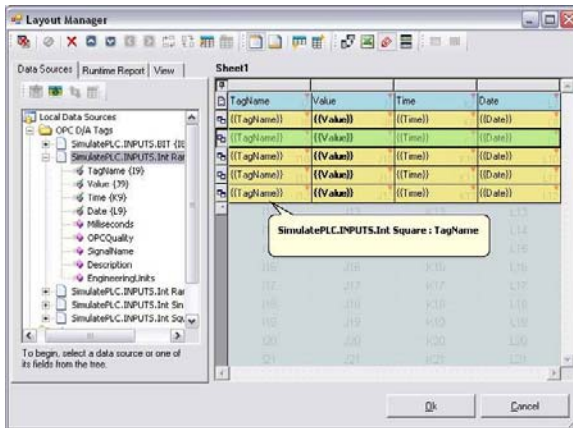 Layout Manager
Data Sources Runtime Report View
Sheet1
Local Data Sources
OPC D/A Tags
SimulatePLC.INPUTS.BIT
SimulatePLC.INPUTS.Int Rar
TagName {I9}
Value {J9}
Time {K9}
Date {L9}
Milliseconds
OPCQuality
SignalName
Description
EngineeringUnits
SimulatePLC.INPUTS.Int Rar
SimulatePLC.INPUTS.Int Sin
SimulatePLC.INPUTS.Int Squ
To begin, select a data source or one of
its fields from the tree.
TagName Value Time Date
{{TagName}} {{Value}} {{Time}} {{Date}}
{{TagName}} {{Value}} {{Time}} {{Date}}
{{TagName}} {{Value}} {{Time}} {{Date}}
{{TagName}} {{Value}} {{Time}} {{Date}}
{{TagName}} {{Value}} {{Time}} {{Date}}
SimulatePLC.INPUTS.Int Square : TagName
Ok Cancel